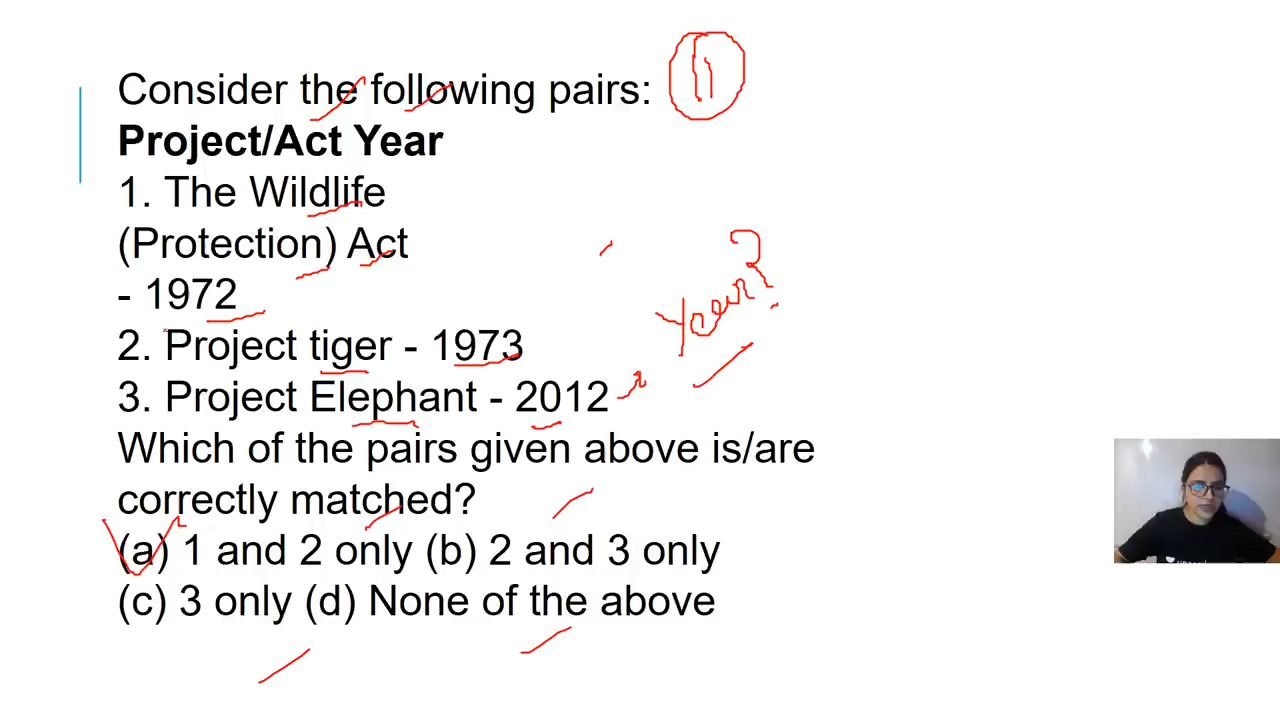 Consider the following pairs:
Project/Act Year
1. The Wildlife
(Protection) Act
- 1972
2. Project tiger - 1973
3. Project Elephant - 2012
Year?
Which of the pairs given above is/are
correctly matched?
(a) 1 and 2 only (b) 2 and 3 only
(c) 3 only (d) None of the above